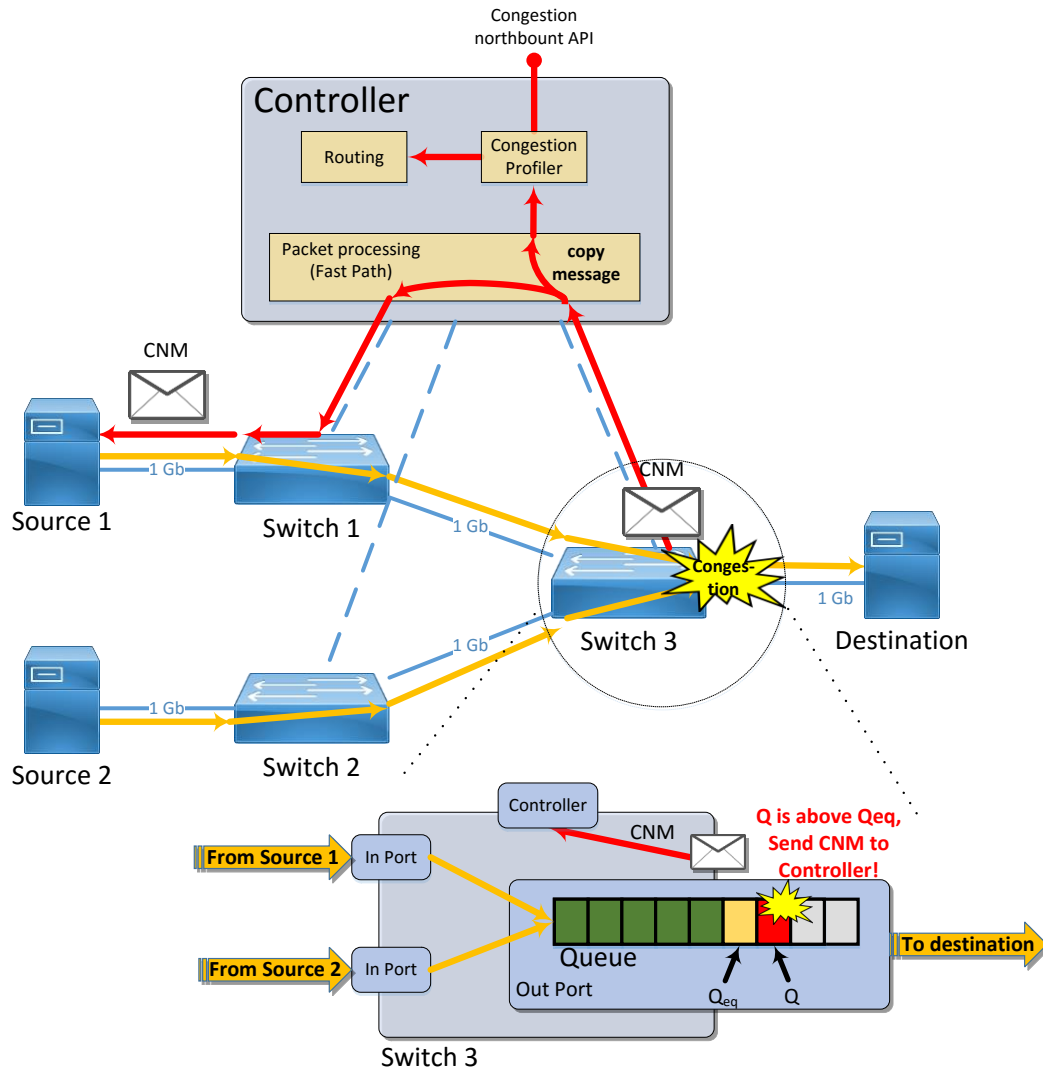 Congestion
northbount API
Controller
Routing
Congestion
Profiler
Packet processing
(Fast Path)
copy
message
CNM
CNM
1 Gb
Source 1
Switch 1
1 Gb
Conges-
tion
1 Gb
Switch 3
Destination
1 Gb
1 Gb
Source 2
Switch 2
Controller
CNM
Q is above Qeq,
Send CNM to
Controller!
From Source 1
In Port
From Source 2
In Port
Queue
To destination
Out Port
Qeq
Q
Switch 3